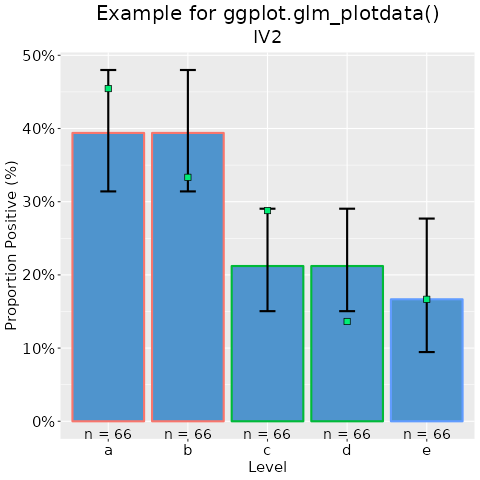 Example for ggplot.glm_plotdata()
IV2
Proportion Positive (%)
50%
40%
30%
20%
10%
0%
n = 66 n = 66 n = 66 n = 66 n = 66
a b c d e
Level